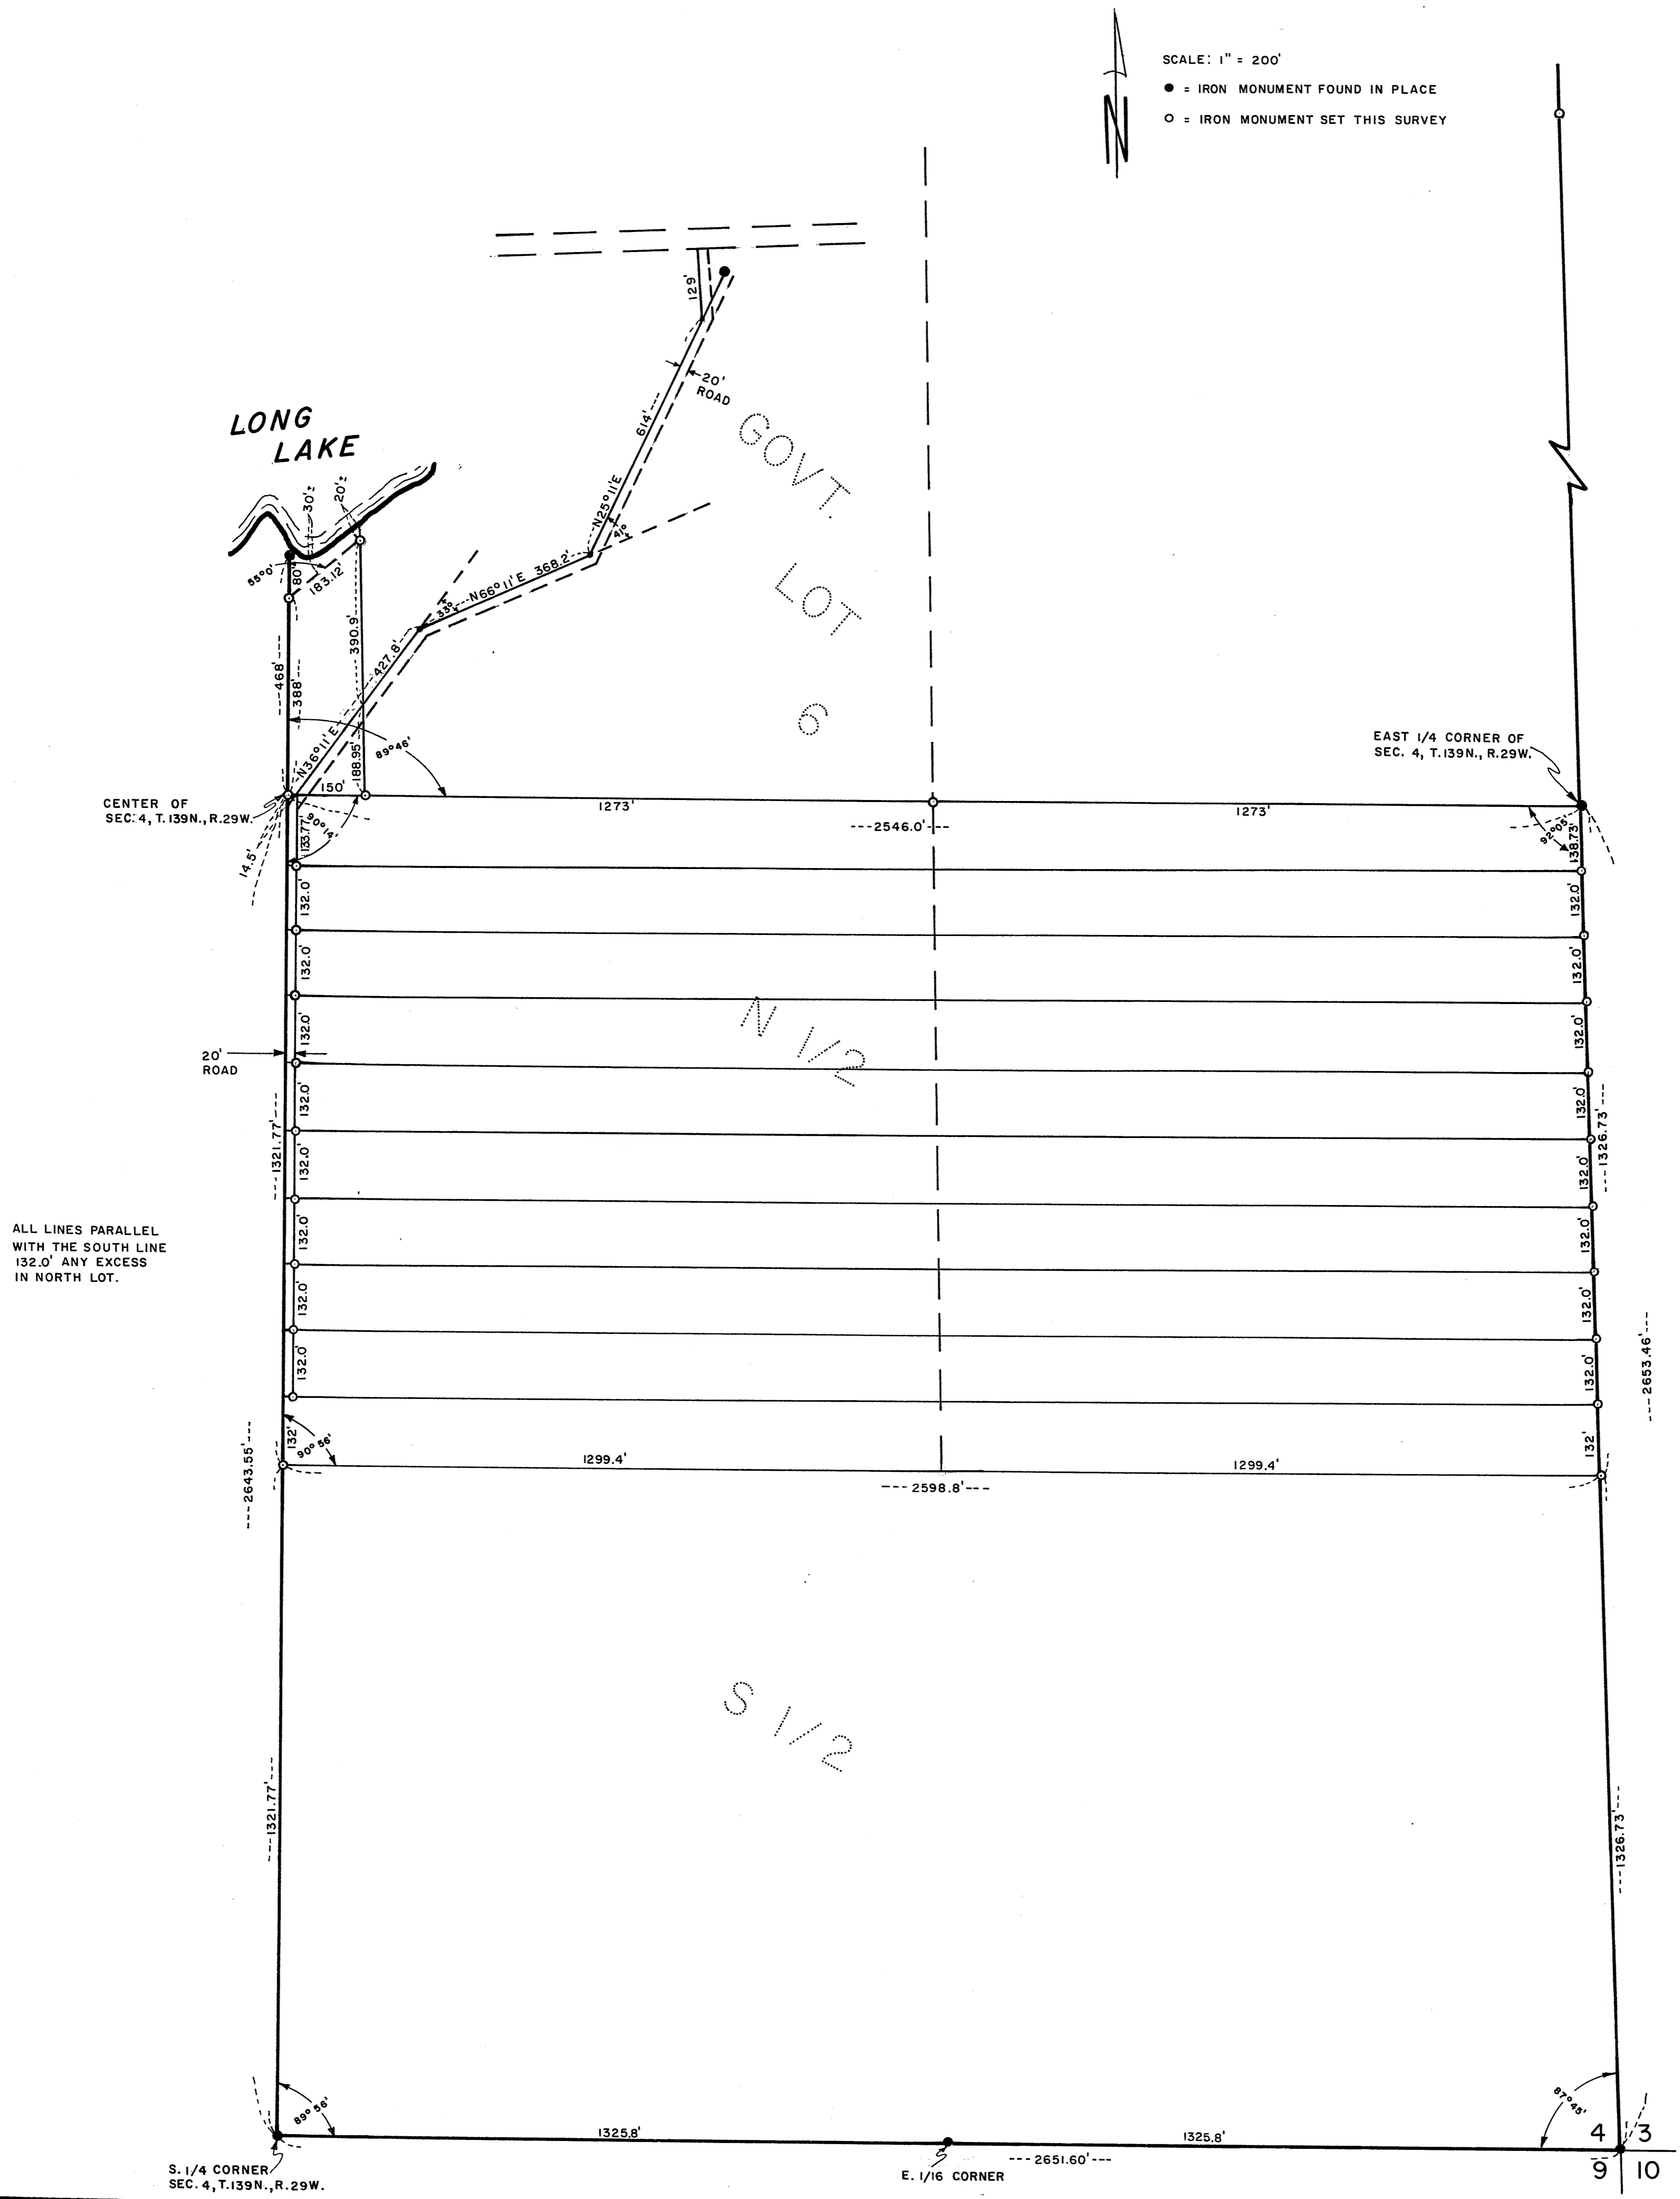 SCALE: 1" = 200'
● = IRON MONUMENT FOUND IN PLACE
○ = IRON MONUMENT SET THIS SURVEY
N
129'
20'
ROAD
614'
N25°11'E
41°
LONG
LAKE
30'±
20'±
55°0'
80'
183.12'
390.9'
---468'---
---388'---
33°
N66°11'E 368.2'
427.8'
N36°11'E
188.95'
89°46'
150'
GOVT.
LOT
6
EAST 1/4 CORNER OF
SEC. 4, T.139N., R.29W.
CENTER OF
SEC. 4, T.139N., R.29W.
1273'
1273'
---2546.0'---
90°14'
92°05'
14.5'
133.77'
138.73'
132.0'
132.0'
132.0'
132.0'
132.0'
132.0'
N 1/2
20'
ROAD
132.0'
132.0'
---1321.77'---
---1326.73'---
132.0'
132.0'
132.0'
132.0'
ALL LINES PARALLEL
WITH THE SOUTH LINE
132.0' ANY EXCESS
IN NORTH LOT.
132.0'
132.0'
132.0'
132.0'
---2653.46'---
132'
90°56'
132'
1299.4'
1299.4'
---2598.8'---
---2643.55'---
S 1/2
---1321.77'---
---1326.73'---
89°56'
87°45'
1325.8'
1325.8'
4 3
---2651.60'---
9 10
S. 1/4 CORNER
SEC. 4, T.139N., R.29W.
E. 1/16 CORNER